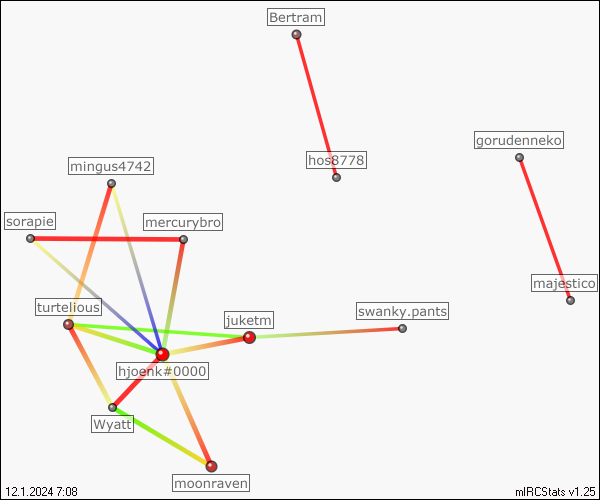 Bertram
gorudenneko
hos8778
mingus4742
sorapie
mercurybro
majestico
turtelious
swanky.pants
juketm
hjoenk#0000
Wyatt
moonraven
12.1.2024 7:08
mIRCStats v1.25